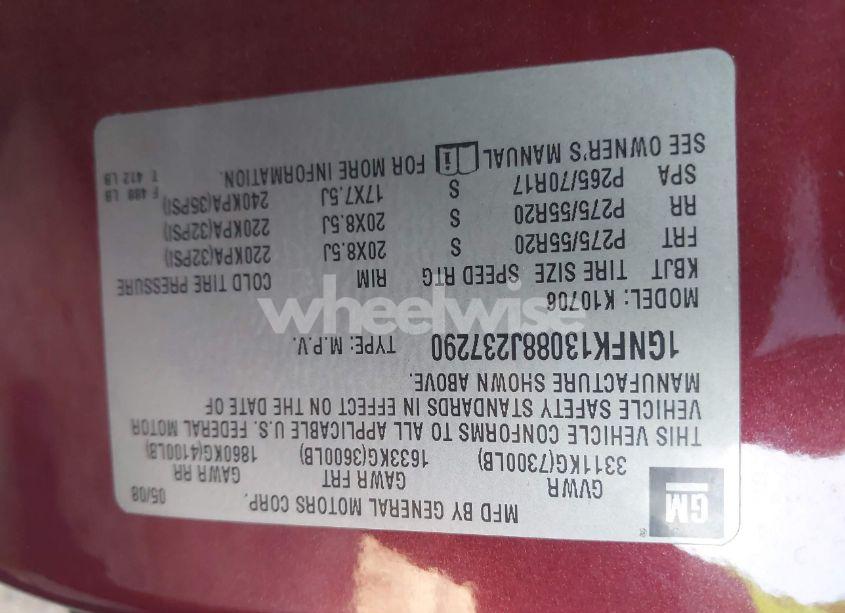 GM
®
MFD BY GENERAL MOTORS CORP.
05/08
GVWR GAWR FRT GAWR RR
3311KG(7300LB) 1633KG(3600LB) 1860KG(4100LB)
THIS VEHICLE CONFORMS TO ALL APPLICABLE U.S. FEDERAL MOTOR
VEHICLE SAFETY STANDARDS IN EFFECT ON THE DATE OF
MANUFACTURE SHOWN ABOVE.
1GNFK13088J237290 TYPE: M.P.V.
MODEL: K10706
KBJT TIRE SIZE SPEED RTG RIM COLD TIRE PRESSURE
FRT P275/55R20 S 20X8.5J 220KPA(32PSI)
RR P275/55R20 S 20X8.5J 220KPA(32PSI)
SPA P265/70R17 S 17X7.5J 240KPA(35PSI)
SEE OWNER'S MANUAL i FOR MORE INFORMATION.
F 488 LB
T 412 LB
wheelwise